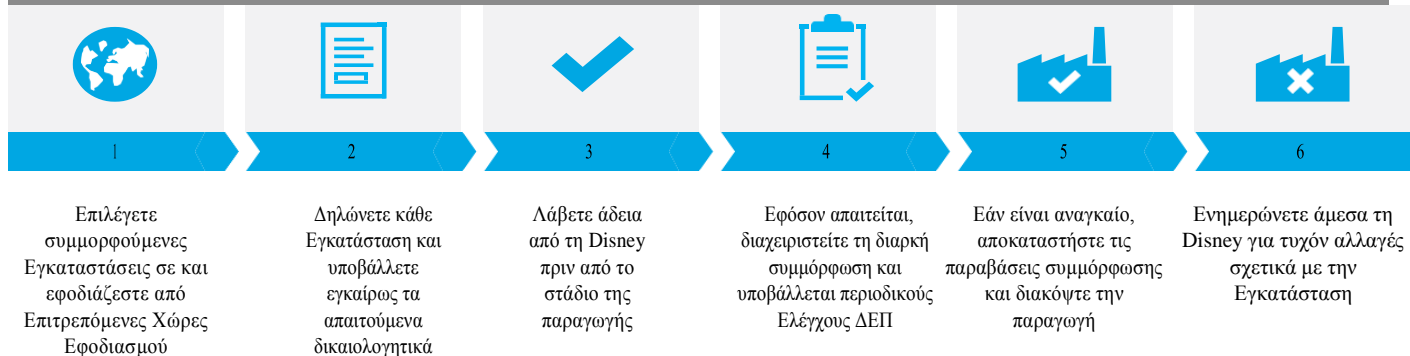 1
2
3
4
5
6
Επιλέγετε
συμμορφούμενες
Εγκαταστάσεις σε και
εφοδιάζεστε από
Επιτρεπόμενες Χώρες
Εφοδιασμού
Δηλώνετε κάθε
Εγκατάσταση και
υποβάλλετε
εγκαίρως τα
απαιτούμενα
δικαιολογητικά
Λάβετε άδεια
από τη Disney
πριν από το
στάδιο της
παραγωγής
Εφόσον απαιτείται,
διαχειριστείτε τη διαρκή
συμμόρφωση και
υποβάλλεται περιοδικούς
Ελέγχους ΔΕΠ
Εάν είναι αναγκαίο,
αποκαταστήστε τις
παραβάσεις συμμόρφωσης
και διακόψτε την
παραγωγή
Ενημερώνετε άμεσα τη
Disney για τυχόν αλλαγές
σχετικά με την
Εγκατάσταση